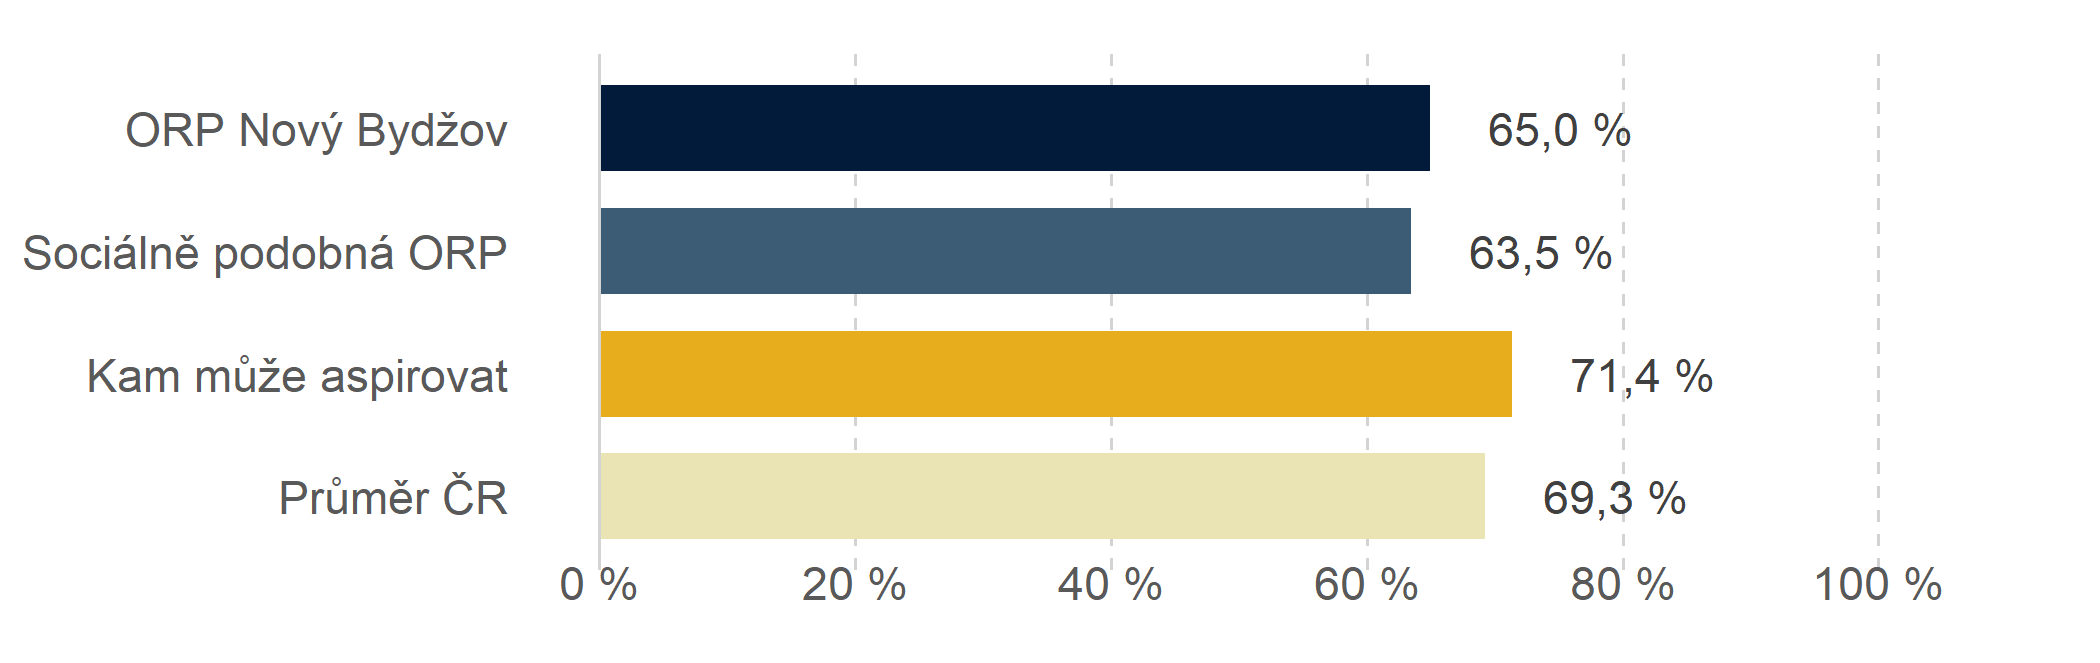 ORP Nový Bydžov 65,0 %
Sociálně podobná ORP 63,5 %
Kam může aspirovat 71,4 %
Průměr ČR 69,3 %
0 % 20 % 40 % 60 % 80 % 100 %